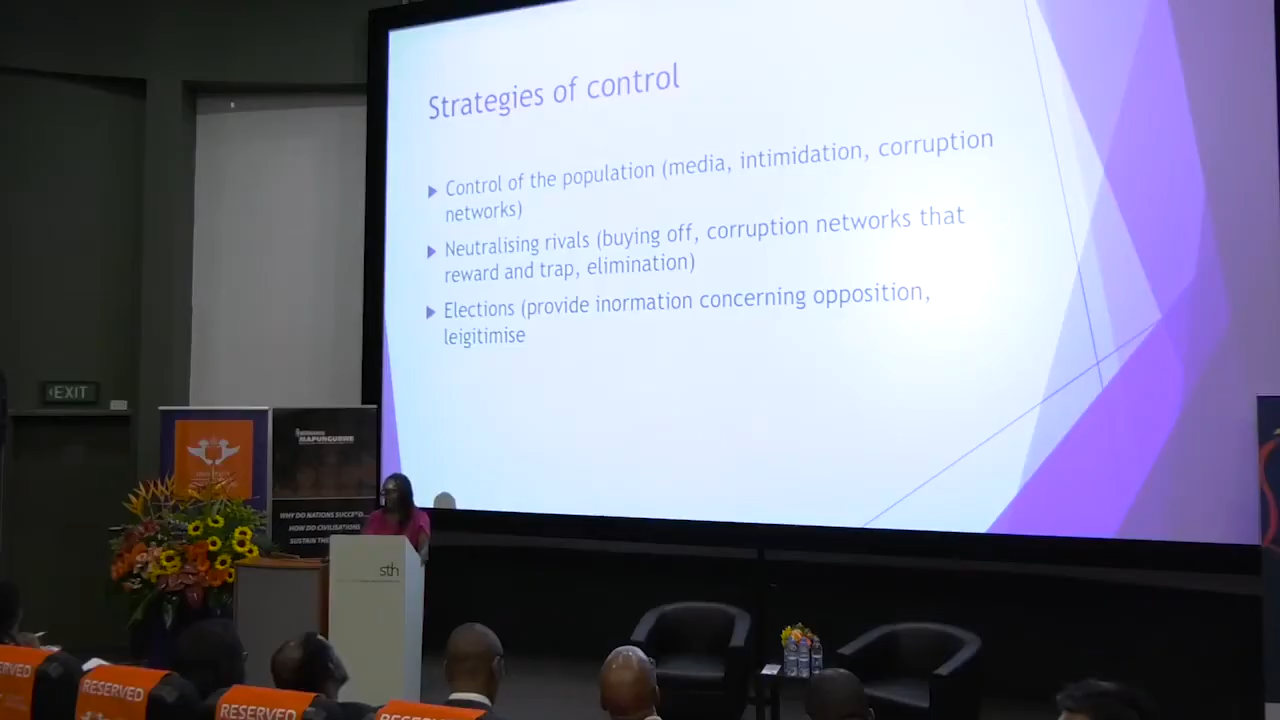 Strategies of control
Control of the population (media, intimidation, corruption
networks)
Neutralising rivals (buying off, corruption networks that
reward and trap, elimination)
Elections (provide inormation concerning opposition,
leigitimise
EXIT
MAPUNGUBWE
WHY DO NATIONS SUCCEED...
HOW DO CIVILISATIONS
SUSTAIN THE
sth
RESERVED
RESERVED
RESERVED
RESERVED